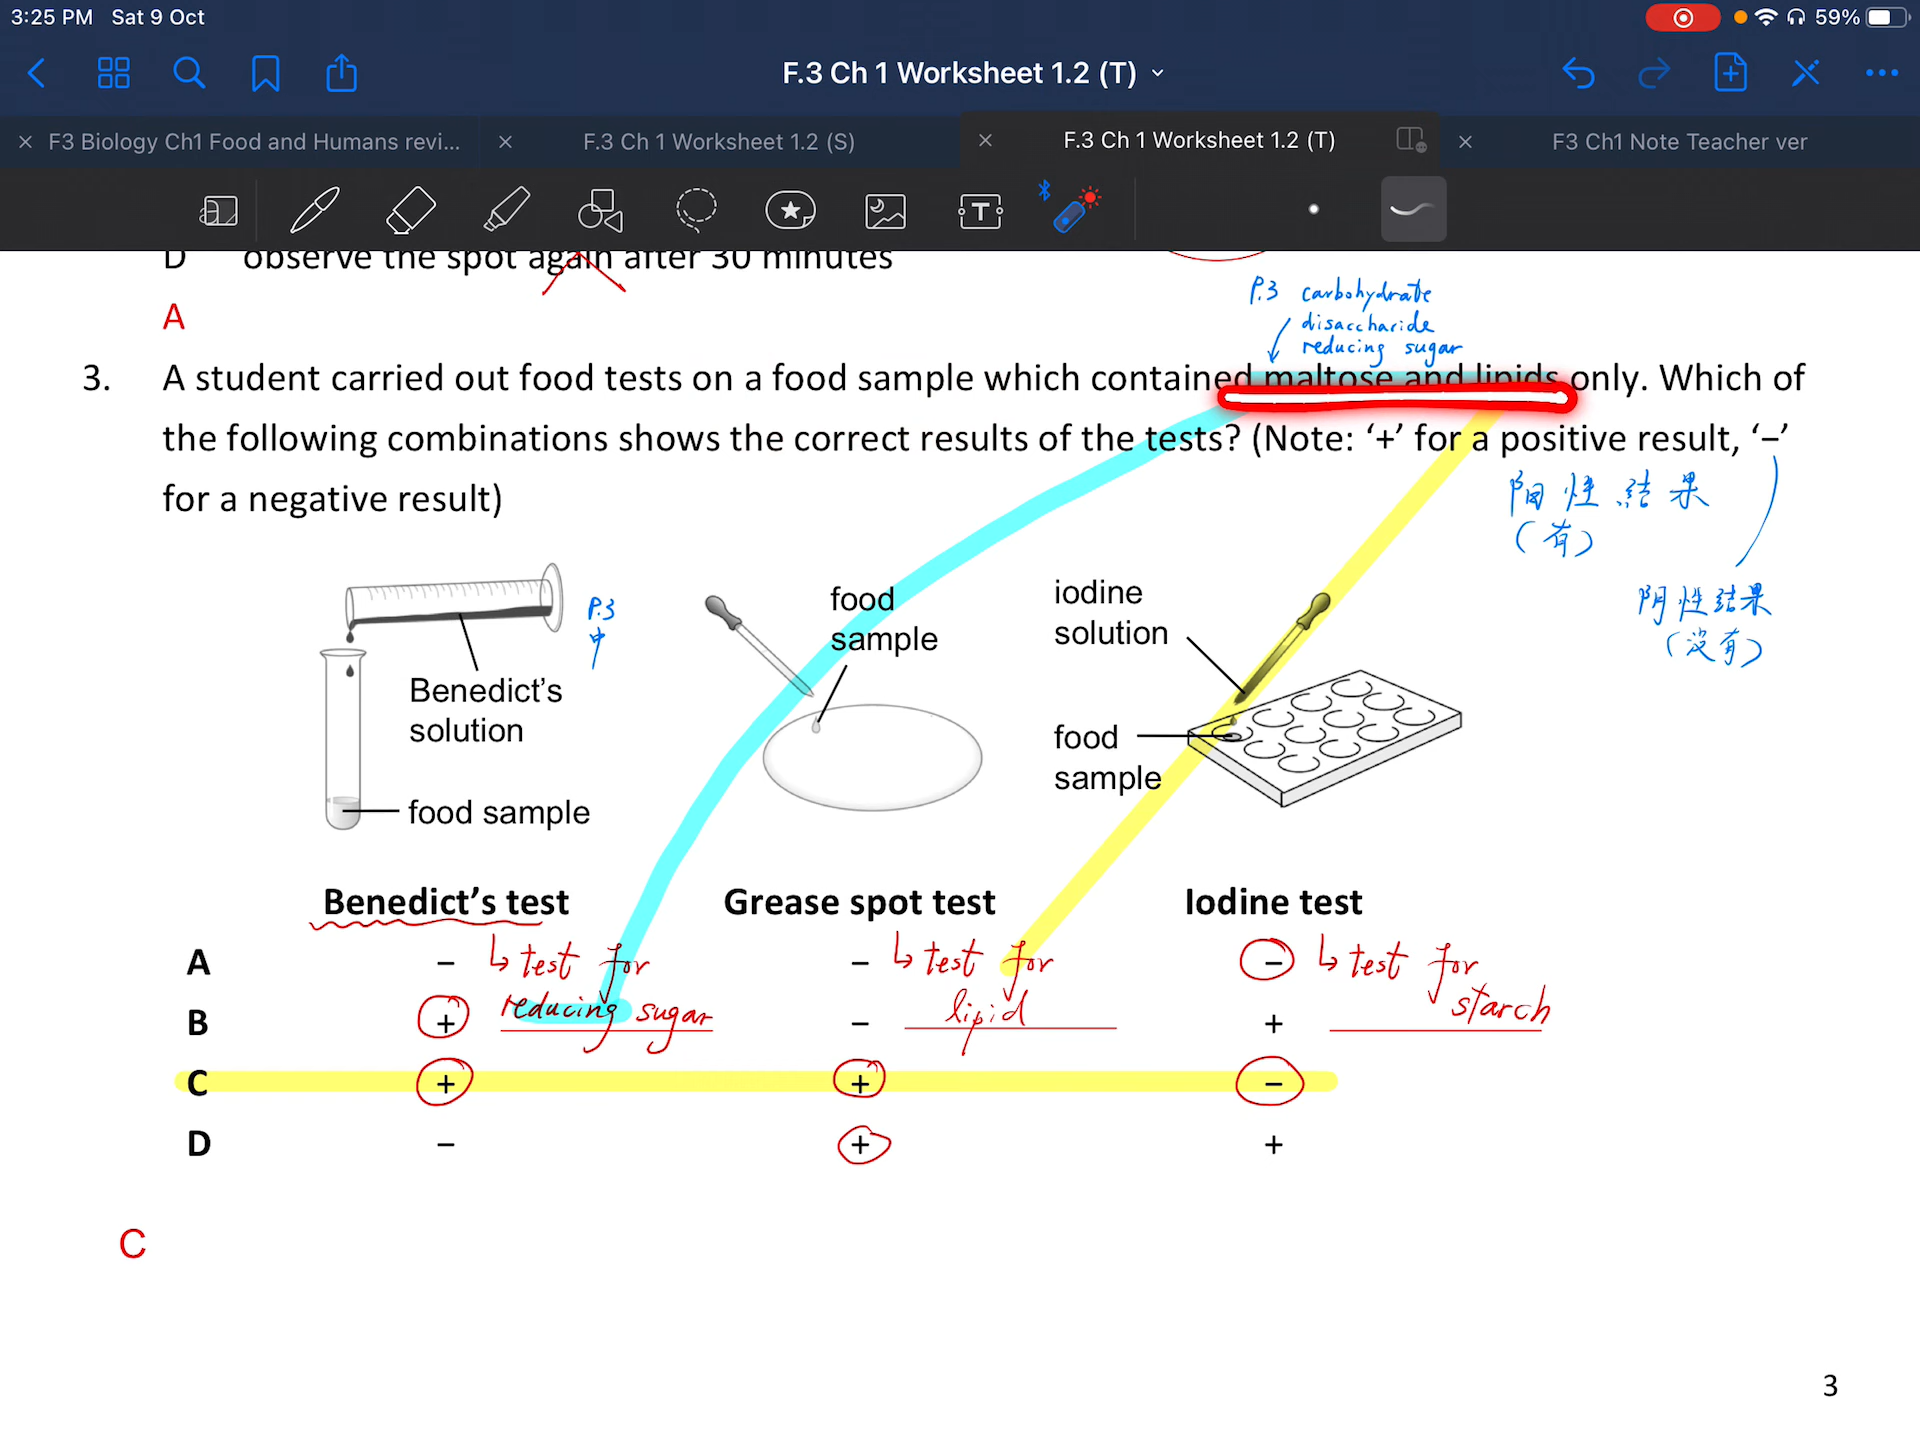 3:25 PM Sat 9 Oct
59%
F.3 Ch 1 Worksheet 1.2 (T)
F3 Biology Ch1 Food and Humans revi...
F.3 Ch 1 Worksheet 1.2 (S)
F.3 Ch 1 Worksheet 1.2 (T)
F3 Ch1 Note Teacher ver
D observe the spot again after 30 minutes
A
P.3 carbohydrate
disaccharide
reducing sugar
3. A student carried out food tests on a food sample which contained maltose and lipids only. Which of
the following combinations shows the correct results of the tests? (Note: ‘+’ for a positive result, ‘−’
for a negative result)
阳性結果
(有)
阴性結果
(没有)
P.3
中
Benedict’s
solution
food sample
food
sample
iodine
solution
food
sample
Benedict’s test Grease spot test Iodine test
A − ↳ test for − ↳ test for − ↳ test for
B + reducing sugar − lipid + starch
C + + −
D − + +
C
3